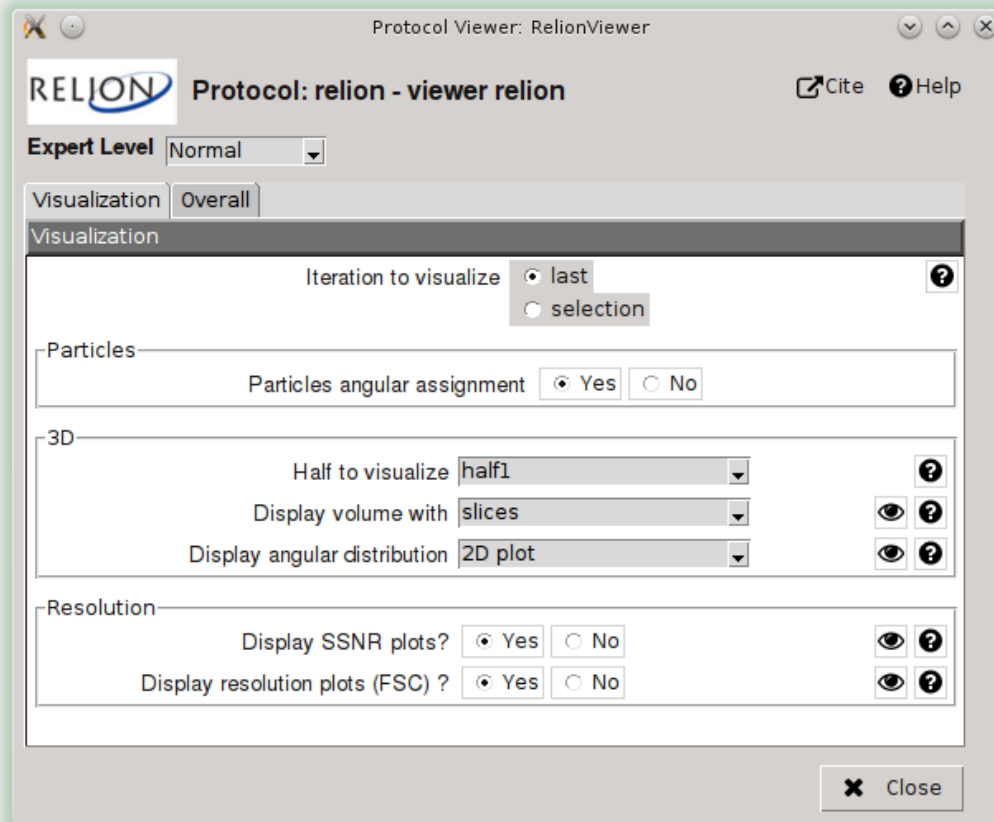 Protocol Viewer: RelionViewer
RELION Protocol: relion - viewer relion Cite Help
Expert Level Normal
Visualization Overall
Visualization
Iteration to visualize last
selection
Particles
Particles angular assignment Yes No
3D
Half to visualize half1
Display volume with slices
Display angular distribution 2D plot
Resolution
Display SSNR plots? Yes No
Display resolution plots (FSC) ? Yes No
Close